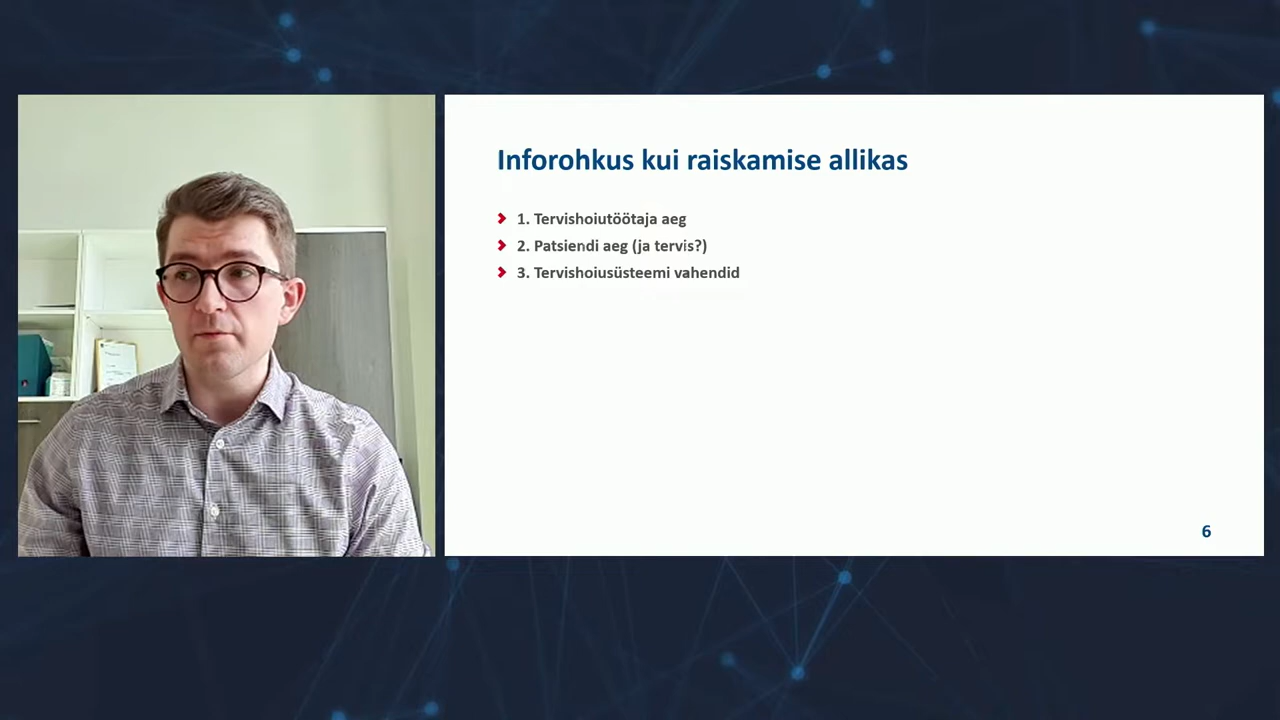 Inforohkus kui raiskamise allikas
1. Tervishoiutöötaja aeg
2. Patsiendi aeg (ja tervis?)
3. Tervishoiusüsteemi vahendid
6